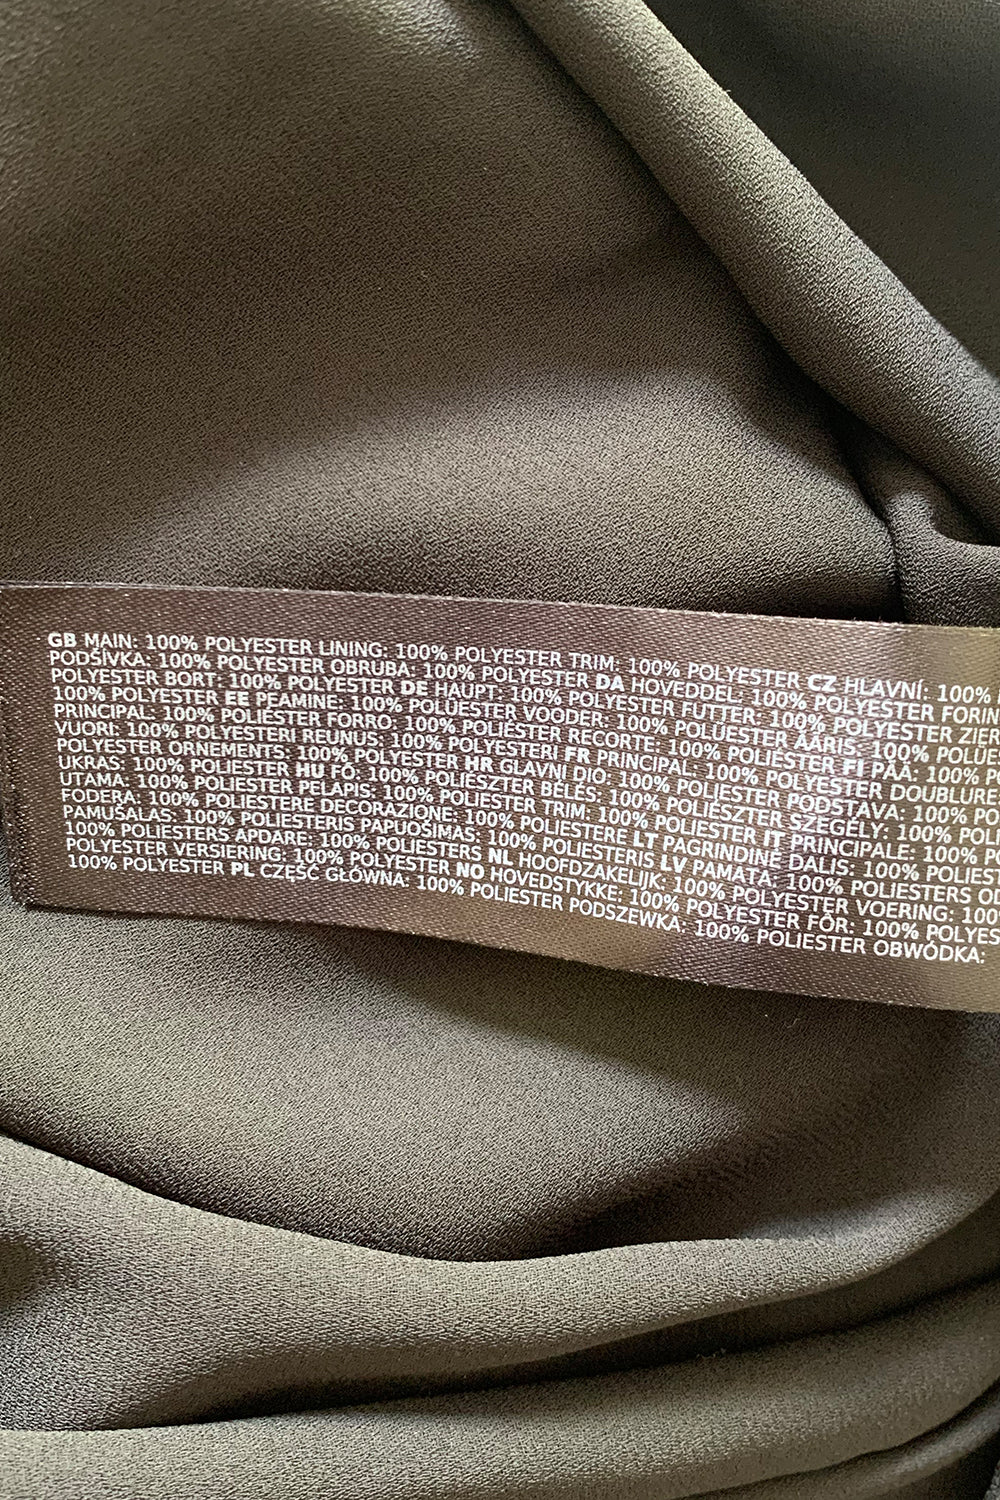 GB MAIN: 100% POLYESTER LINING: 100% POLYESTER TRIM: 100% POLYESTER CZ HLAVNÍ: 100%
PODŠÍVKA: 100% POLYESTER OBRUBA: 100% POLYESTER DA HOVEDDEL: 100% POLYESTER FORIN
POLYESTER BORT: 100% POLYESTER DE HAUPT: 100% POLYESTER FUTTER: 100% POLYESTER ZIER
100% POLYESTER EE PEAMINE: 100% POLÜESTER VOODER: 100% POLÜESTER ÄÄRIS: 100% POLÜES
PRINCIPAL: 100% POLIÉSTER FORRO: 100% POLIÉSTER RECORTE: 100% POLIÉSTER FI PÄÄ: 100% P
VUORI: 100% POLYESTERI REUNUS: 100% POLYESTERI FR PRINCIPAL: 100% POLYESTER DOUBLURE
POLYESTER ORNEMENTS: 100% POLYESTER HR GLAVNI DIO: 100% POLYESTER PODSTAVA: 100% PO
UKRAS: 100% POLYESTER HU FŐ: 100% POLIÉSZTER BÉLÉS: 100% POLIÉSZTER SZEGÉLY: 100% POLI
UTAMA: 100% POLYESTER PELAPIS: 100% POLYESTER TRIM: 100% POLYESTER IT PRINCIPALE: 100% P
FODERA: 100% POLIESTERE DECORAZIONE: 100% POLIESTERE LT PAGRINDINĖ DALIS: 100% POLIEST
PAMUŠALAS: 100% POLIESTERIS PAPUOŠIMAS: 100% POLIESTERIS LV PAMATA: 100% POLIESTERS OD
100% POLIESTERS APDARE: 100% POLIESTERS NL HOOFDZAKELIJK: 100% POLYESTER VOERING: 100
POLYESTER VERSIERING: 100% POLYESTER NO HOVEDSTYKKE: 100% POLYESTER FÔR: 100% POLYES
100% POLYESTER PL CZĘŚĆ GŁÓWNA: 100% POLIESTER PODSZEWKA: 100% POLIESTER OBWÓDKA: